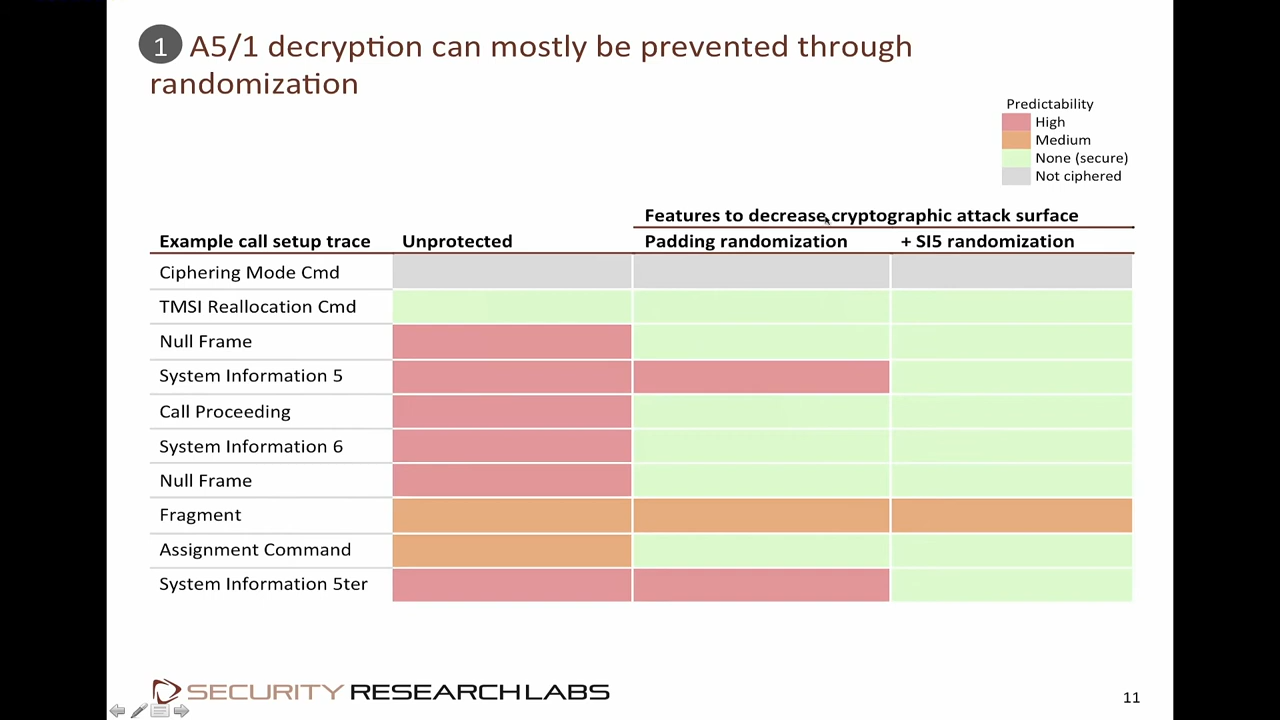 1 A5/1 decryption can mostly be prevented through
randomization
Predictability
High
Medium
None (secure)
Not ciphered
Features to decrease cryptographic attack surface
Example call setup trace Unprotected Padding randomization + SI5 randomization
Ciphering Mode Cmd
TMSI Reallocation Cmd
Null Frame
System Information 5
Call Proceeding
System Information 6
Null Frame
Fragment
Assignment Command
System Information 5ter
SECURITY RESEARCH LABS
11